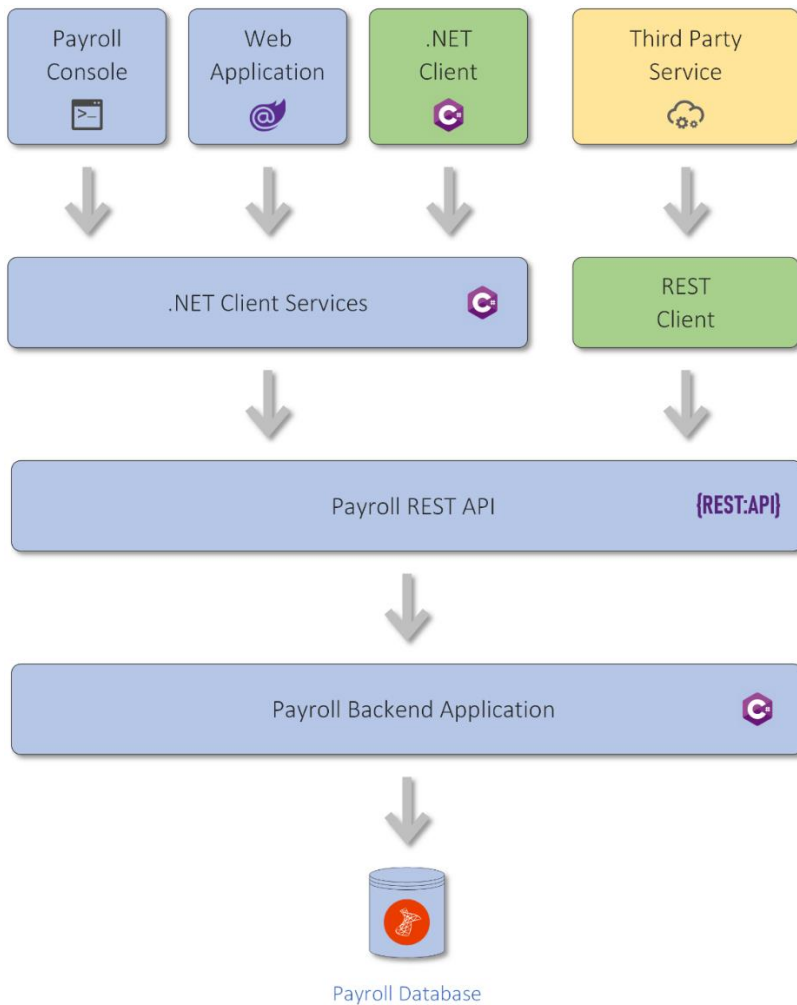 Payroll
Console
>_
Web
Application
@
.NET
Client
C#
Third Party
Service
.NET Client Services
C#
REST
Client
Payroll REST API
{REST:API}
Payroll Backend Application
C#
Payroll Database